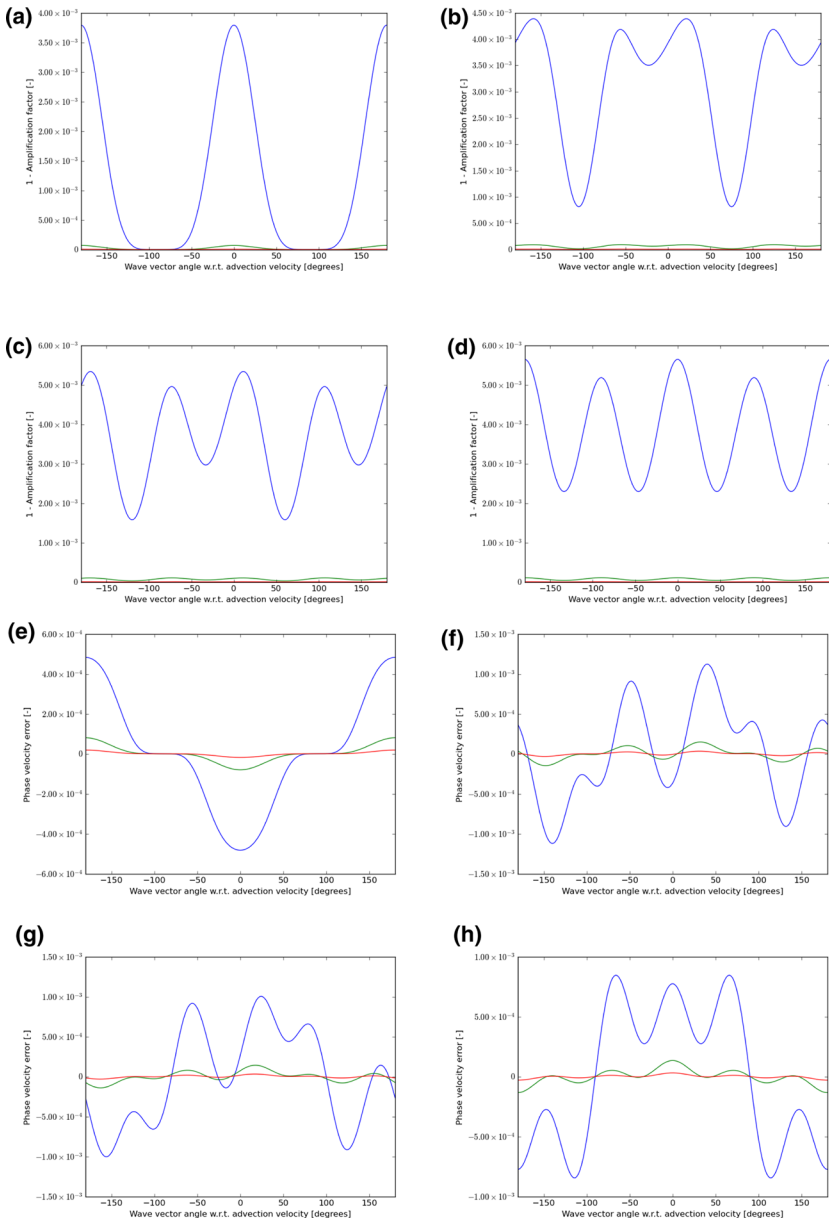 (a)
4.00 × 10⁻³
3.50 × 10⁻³
3.00 × 10⁻³
2.50 × 10⁻³
2.00 × 10⁻³
1.50 × 10⁻³
1.00 × 10⁻³
5.00 × 10⁻⁴
0
1 - Amplification factor [-]
−150 −100 −50 0 50 100 150
Wave vector angle w.r.t. advection velocity [degrees]
(b)
4.50 × 10⁻³
4.00 × 10⁻³
3.50 × 10⁻³
3.00 × 10⁻³
2.50 × 10⁻³
2.00 × 10⁻³
1.50 × 10⁻³
1.00 × 10⁻³
5.00 × 10⁻⁴
0
1 - Amplification factor [-]
−150 −100 −50 0 50 100 150
Wave vector angle w.r.t. advection velocity [degrees]
(c)
6.00 × 10⁻³
5.00 × 10⁻³
4.00 × 10⁻³
3.00 × 10⁻³
2.00 × 10⁻³
1.00 × 10⁻³
0
1 - Amplification factor [-]
−150 −100 −50 0 50 100 150
Wave vector angle w.r.t. advection velocity [degrees]
(d)
6.00 × 10⁻³
5.00 × 10⁻³
4.00 × 10⁻³
3.00 × 10⁻³
2.00 × 10⁻³
1.00 × 10⁻³
0
1 - Amplification factor [-]
−150 −100 −50 0 50 100 150
Wave vector angle w.r.t. advection velocity [degrees]
(e)
6.00 × 10⁻⁴
4.00 × 10⁻⁴
2.00 × 10⁻⁴
0
−2.00 × 10⁻⁴
−4.00 × 10⁻⁴
−6.00 × 10⁻⁴
Phase velocity error [-]
−150 −100 −50 0 50 100 150
Wave vector angle w.r.t. advection velocity [degrees]
(f)
1.50 × 10⁻³
1.00 × 10⁻³
5.00 × 10⁻⁴
0
−5.00 × 10⁻⁴
−1.00 × 10⁻³
−1.50 × 10⁻³
Phase velocity error [-]
−150 −100 −50 0 50 100 150
Wave vector angle w.r.t. advection velocity [degrees]
(g)
1.50 × 10⁻³
1.00 × 10⁻³
5.00 × 10⁻⁴
0
−5.00 × 10⁻⁴
−1.00 × 10⁻³
−1.50 × 10⁻³
Phase velocity error [-]
−150 −100 −50 0 50 100 150
Wave vector angle w.r.t. advection velocity [degrees]
(h)
1.00 × 10⁻³
5.00 × 10⁻⁴
0
−5.00 × 10⁻⁴
−1.00 × 10⁻³
Phase velocity error [-]
−150 −100 −50 0 50 100 150
Wave vector angle w.r.t. advection velocity [degrees]